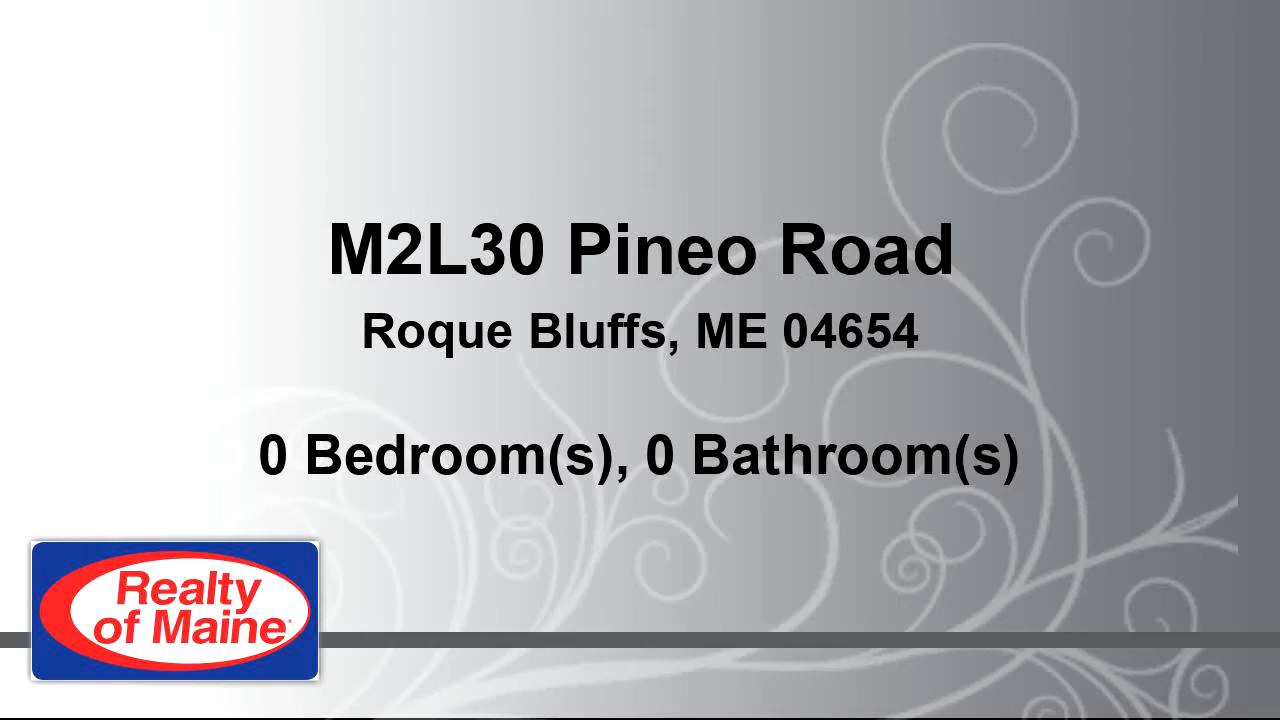 M2L30 Pineo Road
Roque Bluffs, ME 04654
0 Bedroom(s), 0 Bathroom(s)
Realty
of Maine